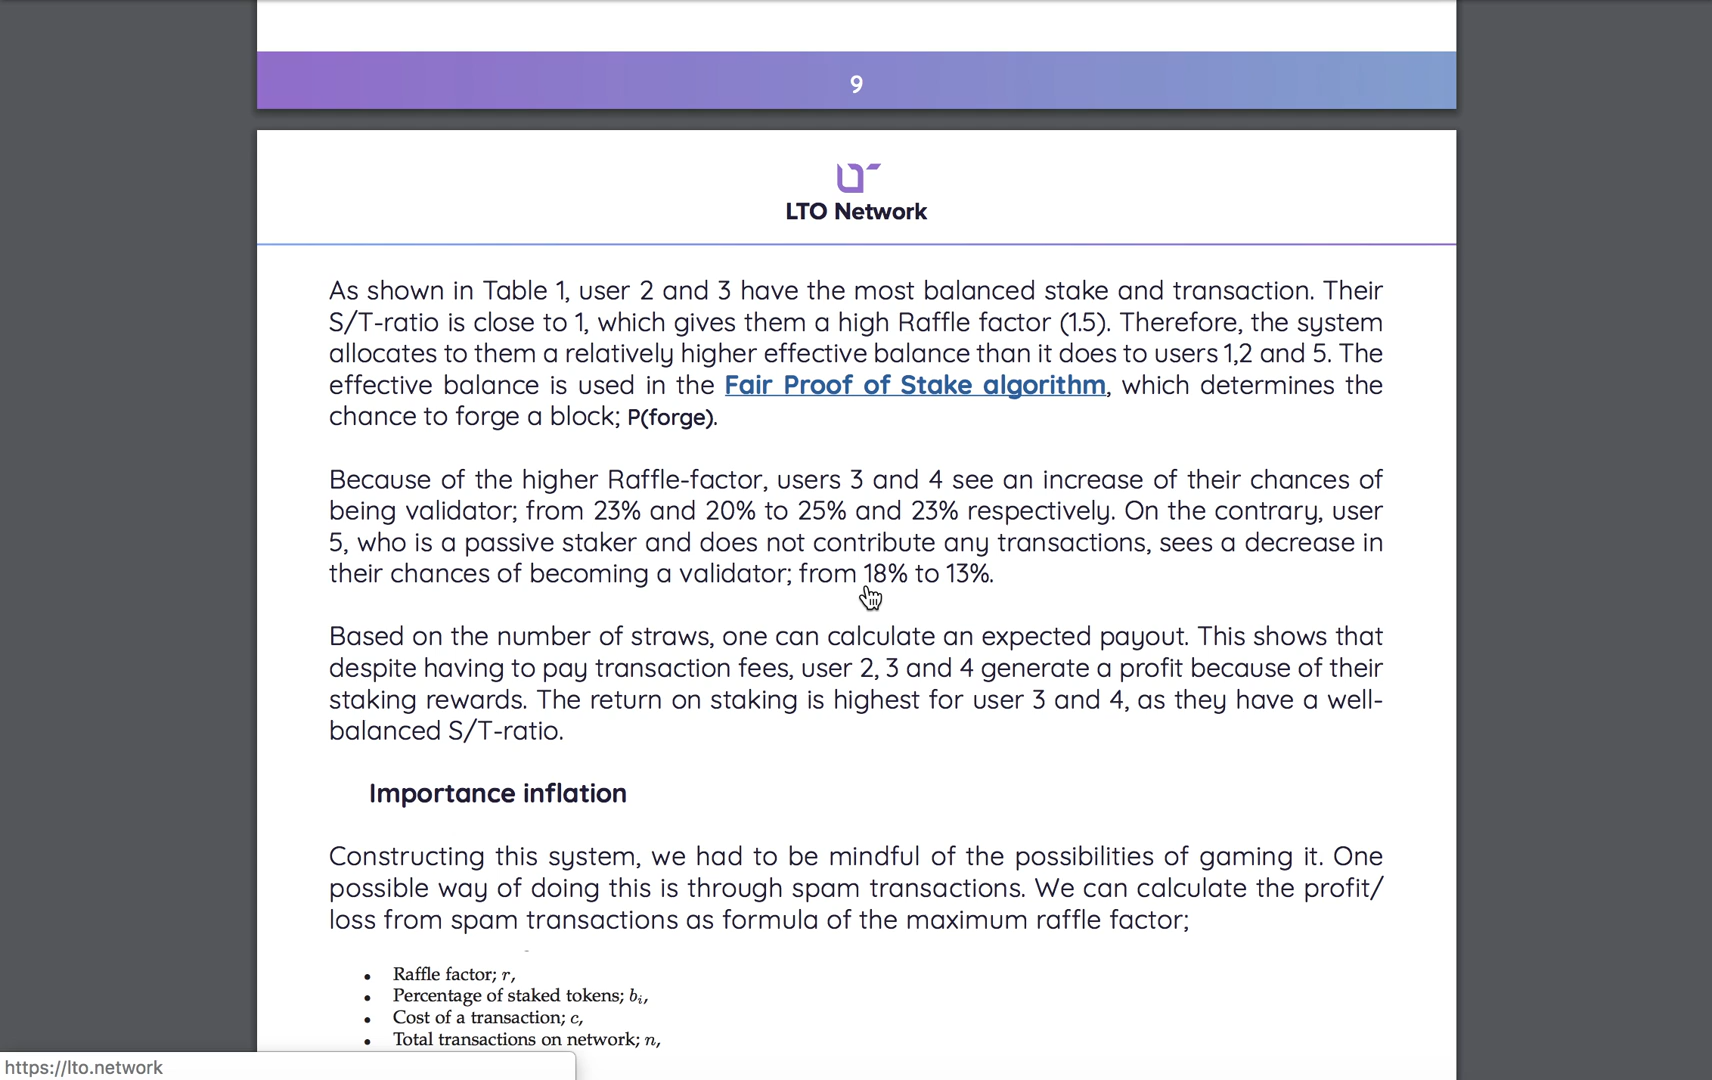 9
LTO Network
As shown in Table 1, user 2 and 3 have the most balanced stake and transaction. Their
S/T-ratio is close to 1, which gives them a high Raffle factor (1.5). Therefore, the system
allocates to them a relatively higher effective balance than it does to users 1,2 and 5. The
effective balance is used in the Fair Proof of Stake algorithm, which determines the
chance to forge a block; P(forge).
Because of the higher Raffle-factor, users 3 and 4 see an increase of their chances of
being validator; from 23% and 20% to 25% and 23% respectively. On the contrary, user
5, who is a passive staker and does not contribute any transactions, sees a decrease in
their chances of becoming a validator; from 18% to 13%.
Based on the number of straws, one can calculate an expected payout. This shows that
despite having to pay transaction fees, user 2, 3 and 4 generate a profit because of their
staking rewards. The return on staking is highest for user 3 and 4, as they have a well-
balanced S/T-ratio.
Importance inflation
Constructing this system, we had to be mindful of the possibilities of gaming it. One
possible way of doing this is through spam transactions. We can calculate the profit/
loss from spam transactions as formula of the maximum raffle factor;
• Raffle factor; r,
• Percentage of staked tokens; bᵢ,
• Cost of a transaction; c,
• Total transactions on network; n,
https://lto.network